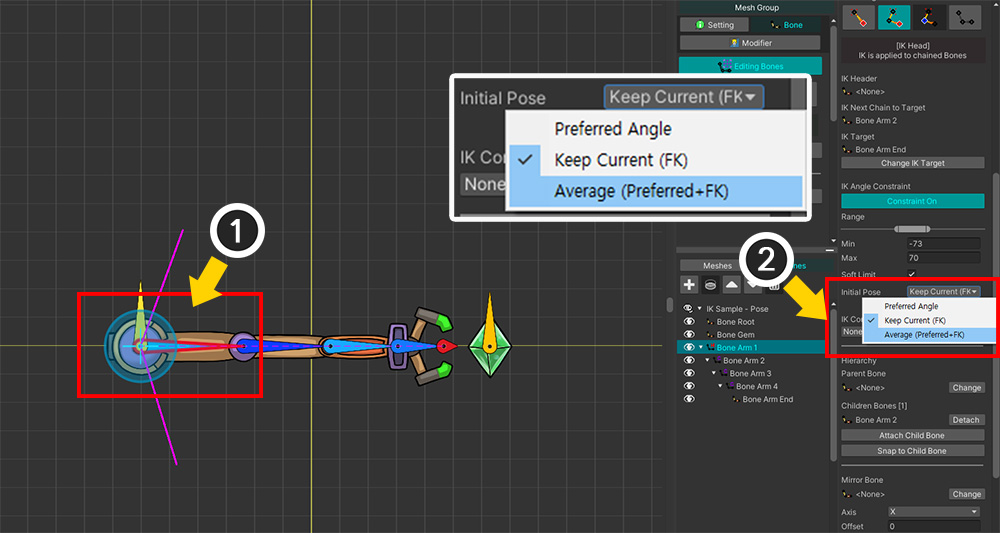 Mesh Group
Setting
Bone
Modifier
Editing Bones
Initial Pose
Keep Current (FK
Preferred Angle
Keep Current (FK)
Average (Preferred+FK)
IK Co
None
1
2
Meshes
nes
IK Sample - Pose
Bone Root
Bone Gem
Bone Arm 1
Bone Arm 2
Bone Arm 3
Bone Arm 4
Bone Arm End
[IK Head]
IK is applied to chained Bones
IK Header
<None>
IK Next Chain to Target
Bone Arm 2
IK Target
Bone Arm End
Change IK Target
IK Angle Constraint
Constraint On
Range
Min -73
Max 70
Soft Limit
Initial Pose Keep Current (FK
Preferred Angle
Keep Current (FK)
Average (Preferred+FK)
IK Co
None
Hierarchy
Parent Bone
<None> Change
Children Bones [1]
Bone Arm 2 Detach
Attach Child Bone
Snap to Child Bone
Mirror Bone
<None> Change
Axis X
Offset 0